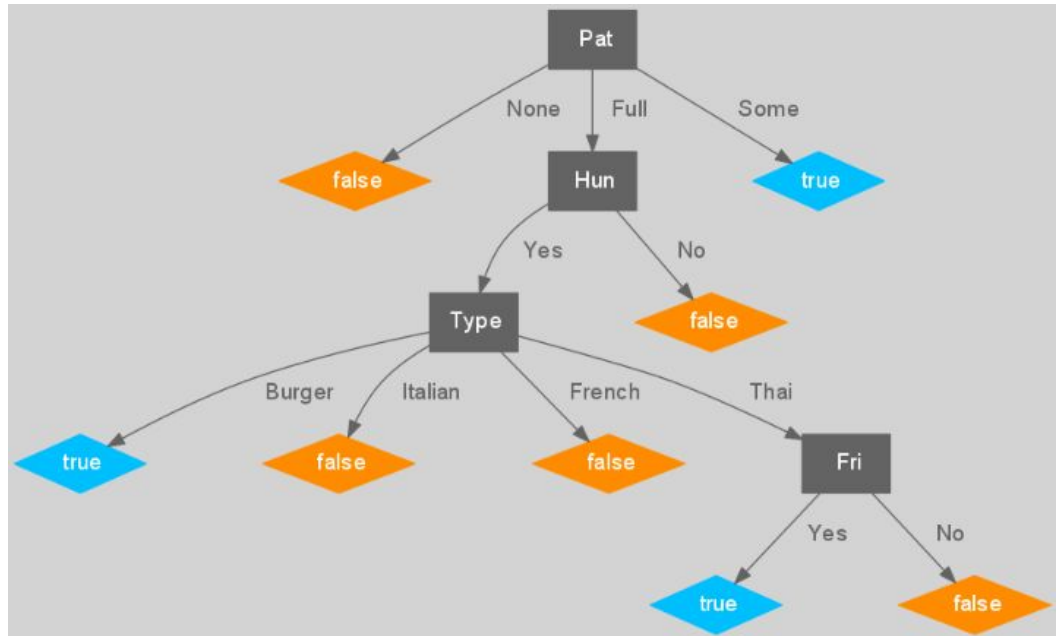 Pat
None Full Some
false Hun true
Yes No
Type false
Burger Italian French Thai
true false false Fri
Yes No
true false